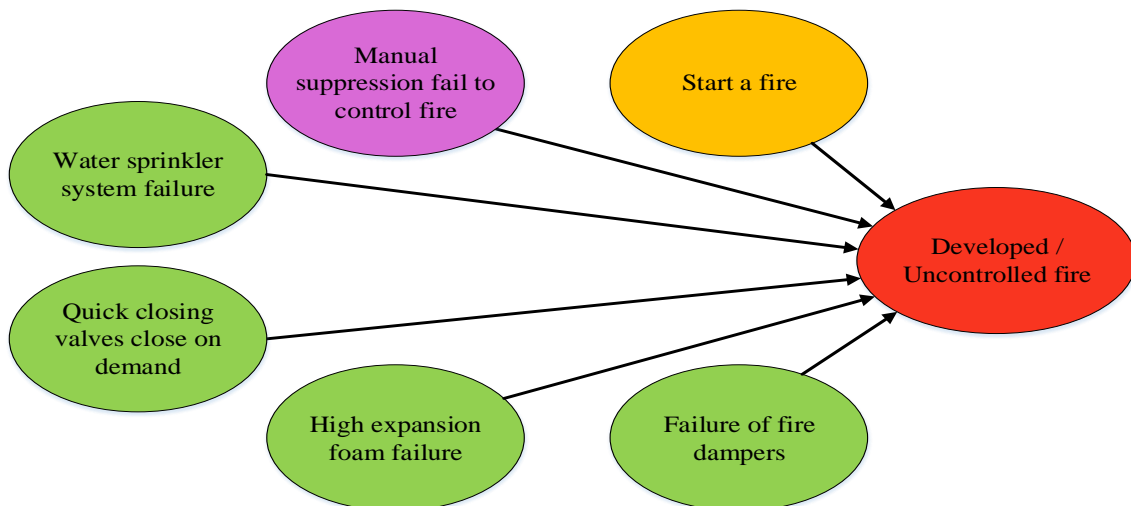 Manual
suppression fail to
control fire
Start a fire
Water sprinkler
system failure
Developed /
Uncontrolled fire
Quick closing
valves close on
demand
High expansion
foam failure
Failure of fire
dampers